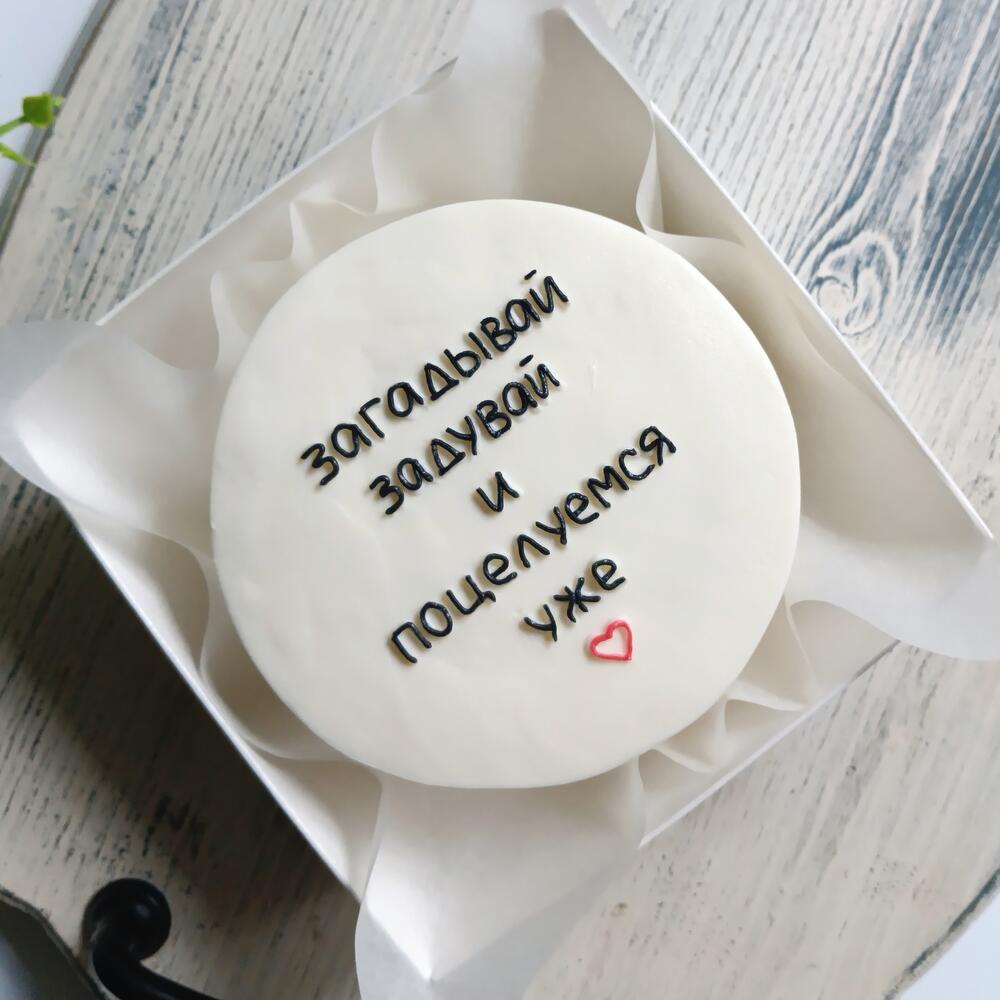 загадывай
задувай
и
поцелуемся
уже